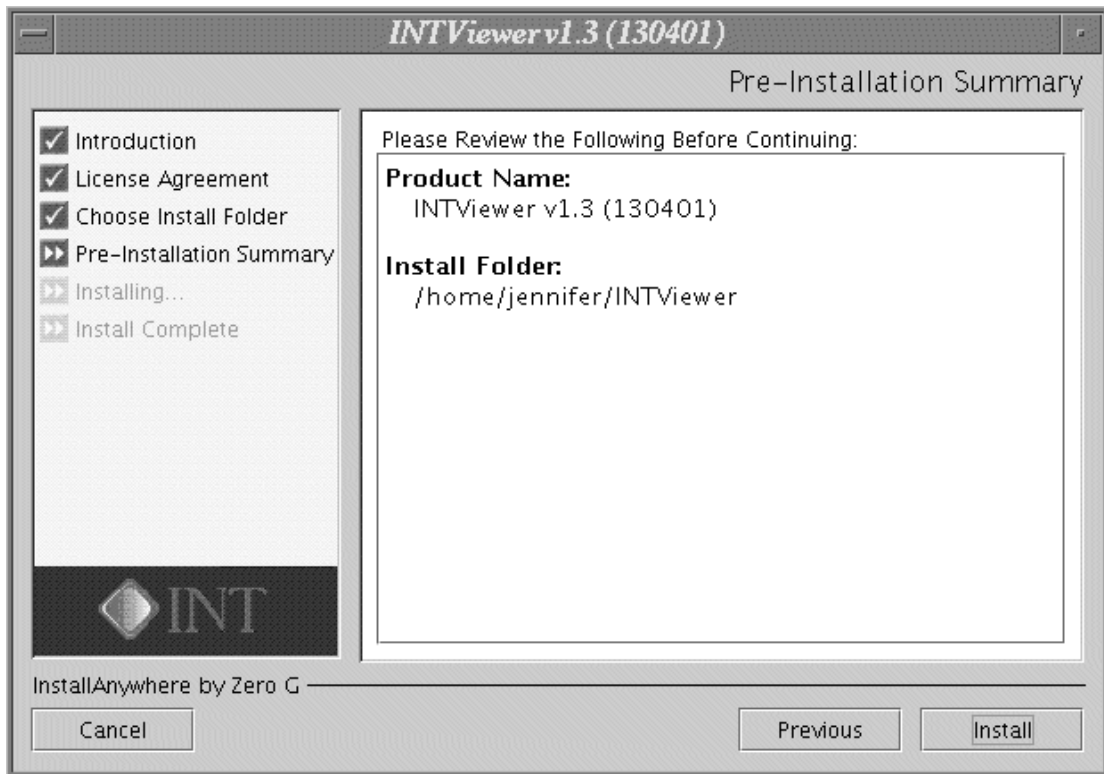 INTViewer v1.3 (130401)
Pre-Installation Summary
Introduction
License Agreement
Choose Install Folder
Pre-Installation Summary
Installing...
Install Complete
INT
Please Review the Following Before Continuing:
Product Name:
INTViewer v1.3 (130401)
Install Folder:
/home/jennifer/INTViewer
InstallAnywhere by Zero G
Cancel
Previous
Install